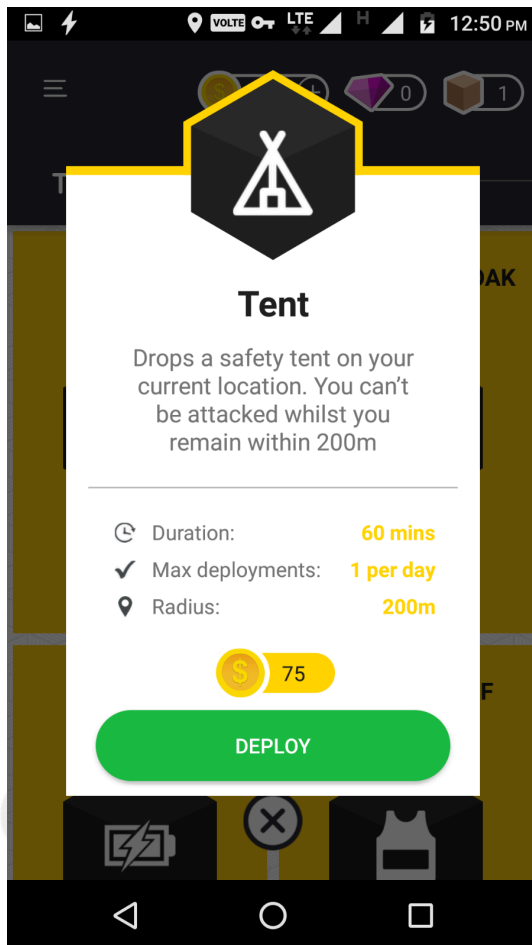 VOLTE LTE H 12:50 PM
0 1
T
OAK
Tent
Drops a safety tent on your
current location. You can't
be attacked whilst you
remain within 200m
Duration: 60 mins
Max deployments: 1 per day
Radius: 200m
$ 75
F
DEPLOY